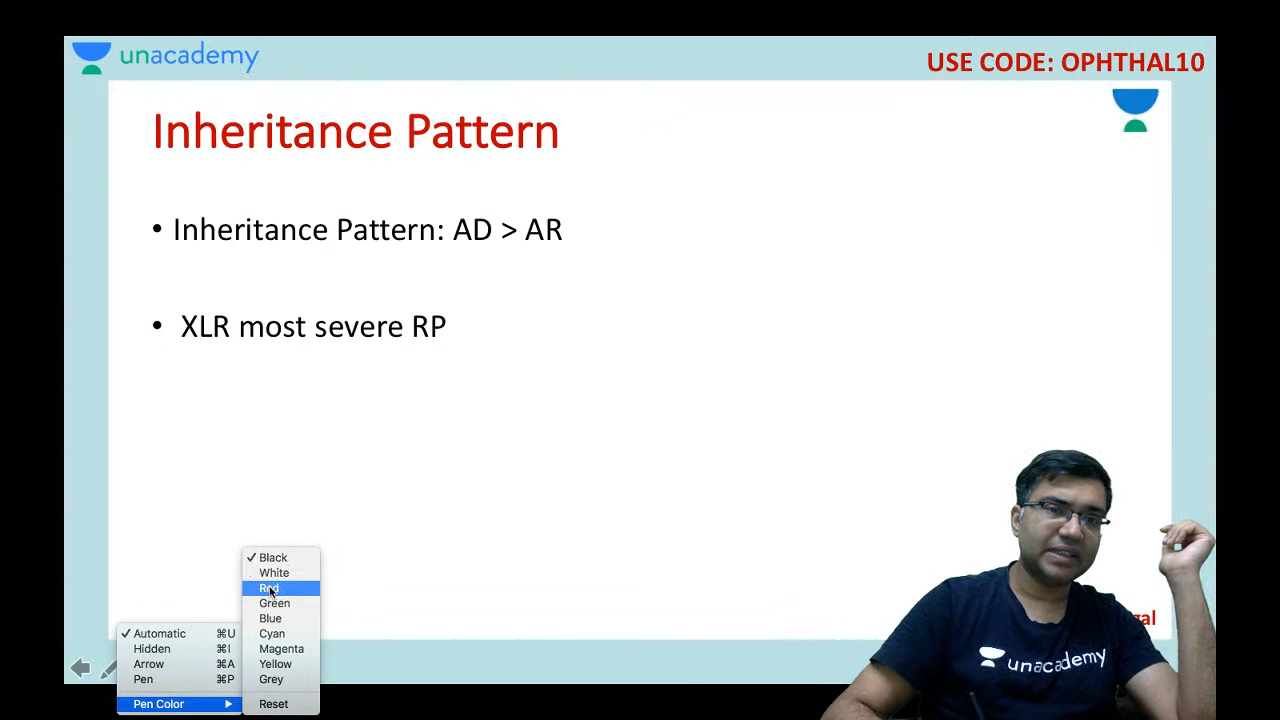 unacademy
USE CODE: OPHTHAL10
Inheritance Pattern
• Inheritance Pattern: AD > AR
• XLR most severe RP
✓ Black
White
Red
Green
Blue
Cyan
Magenta
Yellow
Grey
Reset
✓ Automatic ⌘U
Hidden ⌘I
Arrow ⌘A
Pen ⌘P
Pen Color
unacademy